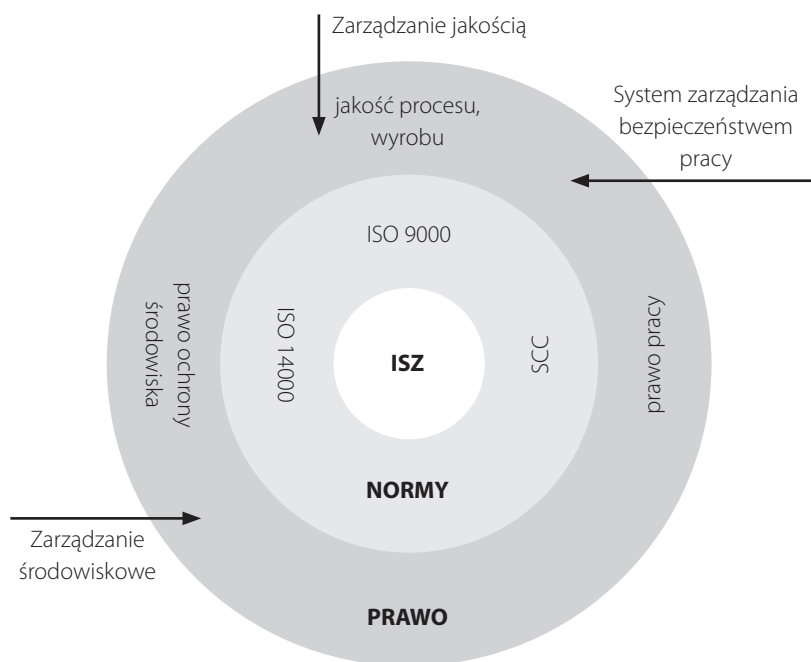 Zarządzanie jakością
jakość procesu,
wyrobu
System zarządzania
bezpieczeństwem
pracy
ISO 9000
prawo ochrony
środowiska
ISO 14000
ISZ
SCC
prawo pracy
NORMY
Zarządzanie
środowiskowe
PRAWO